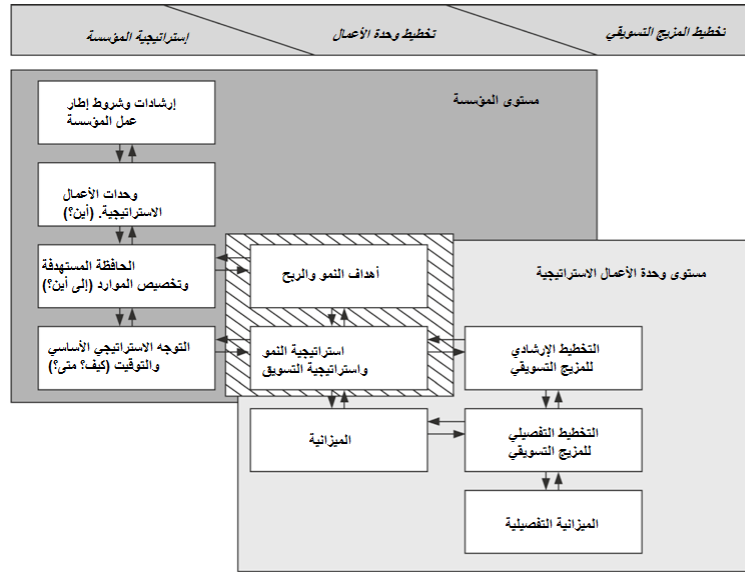 إستراتيجية المؤسسة
تخطيط وحدة الأعمال
تخطيط المزيج التسويقي
مستوى المؤسسة
إرشادات وشروط إطار
عمل المؤسسة
وحدات الأعمال
الاستراتيجية. (أين؟)
الحافظة المستهدفة
وتخصيص الموارد (إلى أين؟)
أهداف النمو والربح
مستوى وحدة الأعمال الاستراتيجية
التوجه الاستراتيجي الأساسي
والتوقيت (كيف؟ متى؟)
استراتيجية النمو
واستراتيجية التسويق
التخطيط الإرشادي
للمزيج التسويقي
الميزانية
التخطيط التفصيلي
للمزيج التسويقي
الميزانية التفصيلية